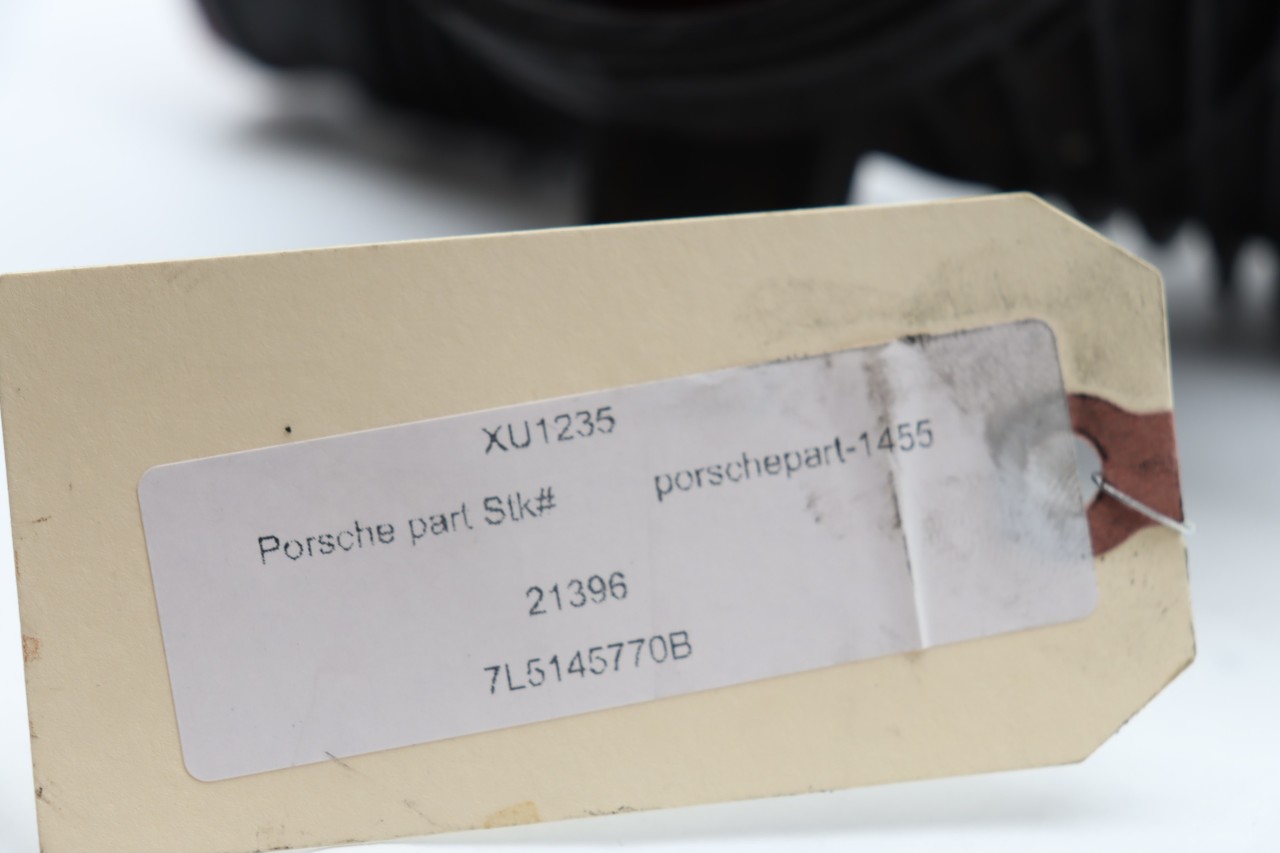 XU1235
Porsche part Stk# porschepart-1455
21396
7L5145770B